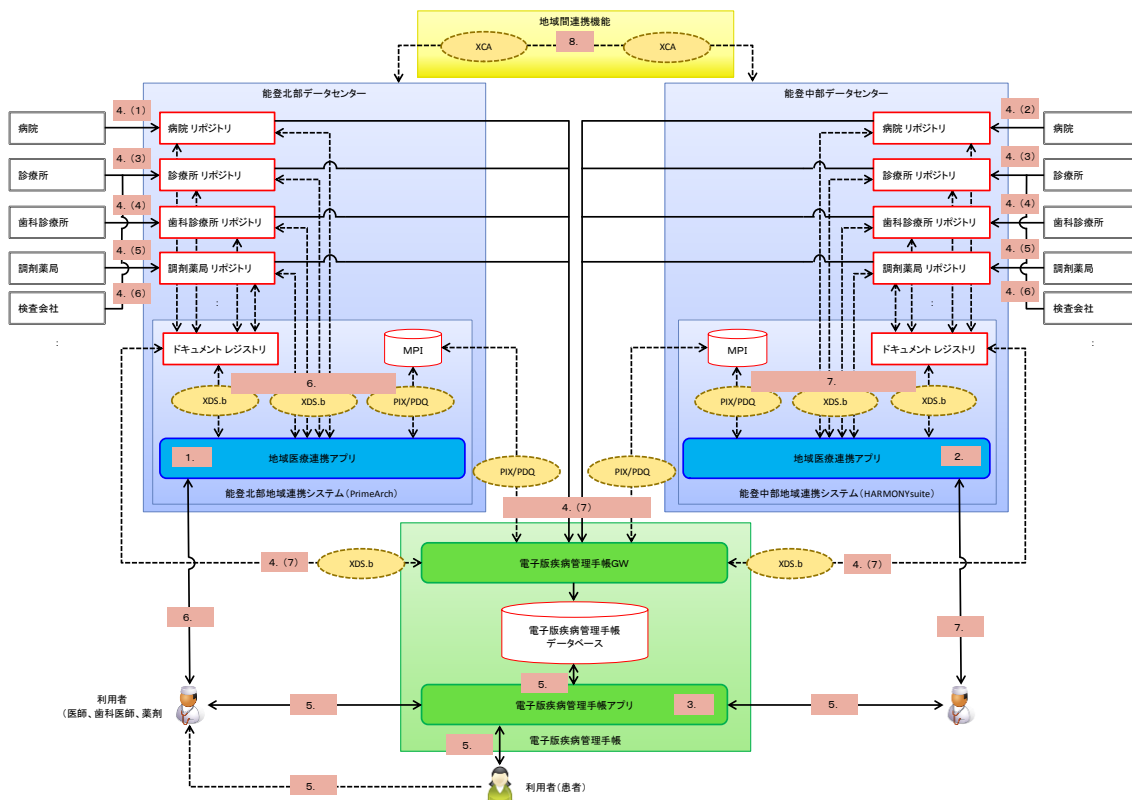 地域間連携機能
XCA
8.
XCA
能登北部データセンター
能登中部データセンター
4. (1)
病院
病院 リポジトリ
病院 リポジトリ
4. (2)
病院
4. (3)
診療所
診療所 リポジトリ
診療所 リポジトリ
4. (3)
診療所
4. (4)
歯科診療所
歯科診療所 リポジトリ
歯科診療所 リポジトリ
4. (4)
歯科診療所
4. (5)
調剤薬局
調剤薬局 リポジトリ
調剤薬局 リポジトリ
4. (5)
調剤薬局
4. (6)
検査会社
:
:
:
4. (6)
検査会社
:
ドキュメント レジストリ
MPI
MPI
ドキュメント レジストリ
6.
7.
XDS.b
XDS.b
PIX/PDQ
PIX/PDQ
XDS.b
XDS.b
1.
地域医療連携アプリ
地域医療連携アプリ
2.
PIX/PDQ
PIX/PDQ
能登北部地域連携システム(PrimeArch)
能登中部地域連携システム(HARMONYsuite)
4. (7)
4. (7)
XDS.b
電子版疾病管理手帳GW
XDS.b
4. (7)
6.
電子版疾病管理手帳
データベース
7.
5.
利用者
(医師、歯科医師、薬剤
5.
電子版疾病管理手帳アプリ
3.
5.
5.
電子版疾病管理手帳
5.
利用者(患者)